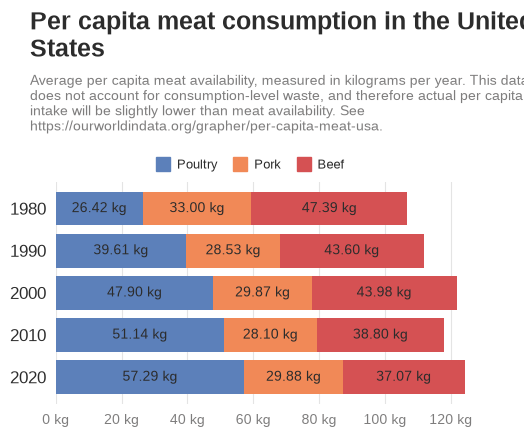 Per capita meat consumption in the United
States
Average per capita meat availability, measured in kilograms per year. This data
does not account for consumption-level waste, and therefore actual per capita
intake will be slightly lower than meat availability. See
https://ourworldindata.org/grapher/per-capita-meat-usa.
Poultry Pork Beef
1980 26.42 kg 33.00 kg 47.39 kg
1990 39.61 kg 28.53 kg 43.60 kg
2000 47.90 kg 29.87 kg 43.98 kg
2010 51.14 kg 28.10 kg 38.80 kg
2020 57.29 kg 29.88 kg 37.07 kg
0 kg 20 kg 40 kg 60 kg 80 kg 100 kg 120 kg